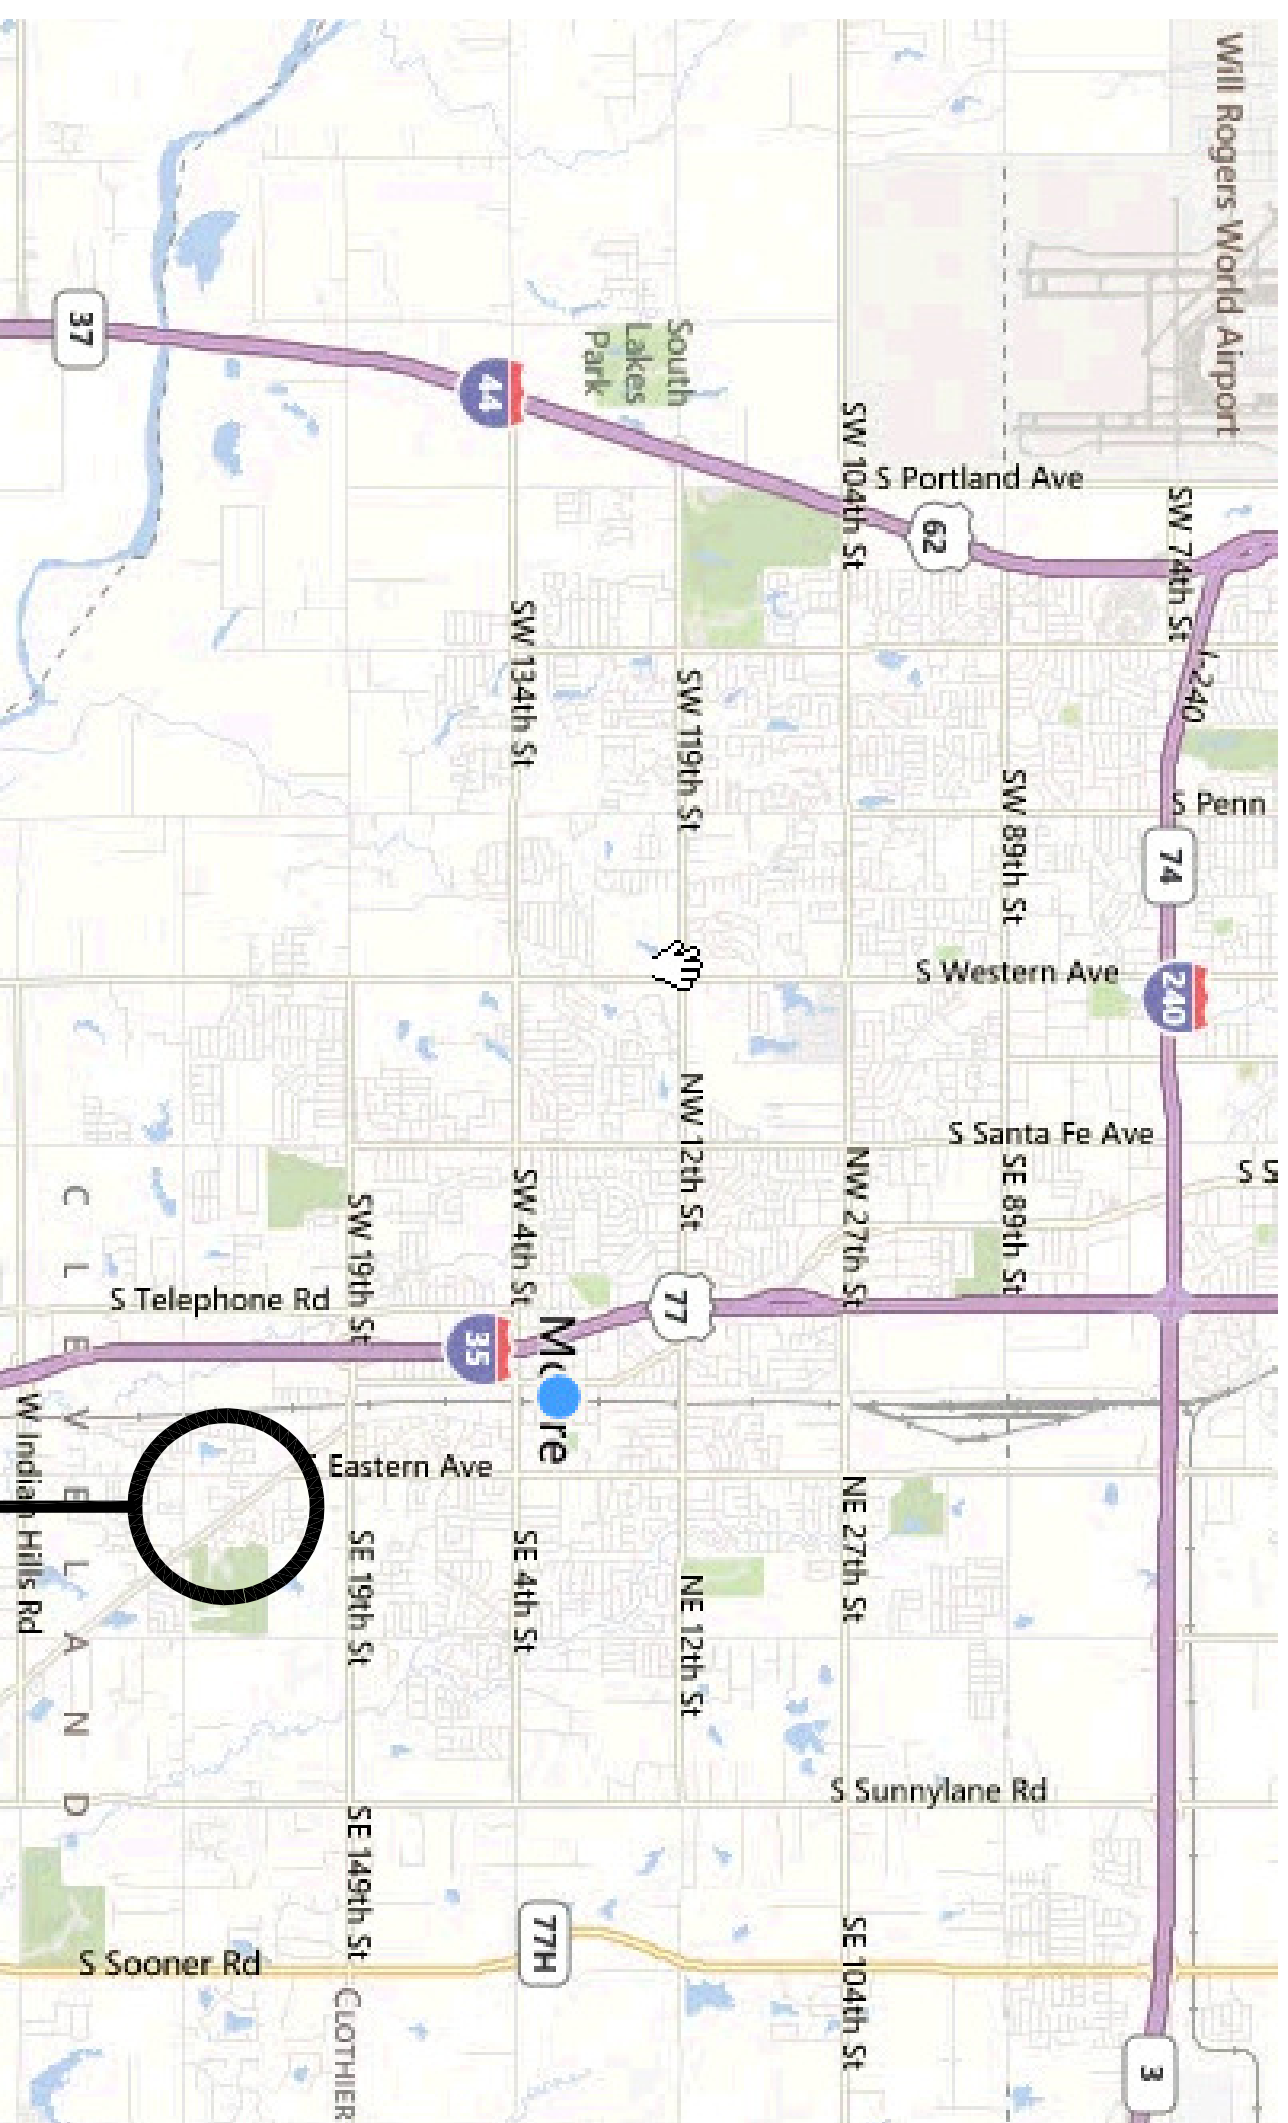 Will Rogers World Airport
37
South
Lakes
Park
44
SW 104th St
S Portland Ave
62
SW 74th St
I-240
SW 134th St
SW 119th St
SW 89th St
S Penn
74
S Western Ave
240
NW 12th St
S Santa Fe Ave
NW 27th St
SE 89th St
SW 4th St
SW 19th St
S Telephone Rd
77
35
Eastern Ave
W Indian Hills Rd
CLEVELAND
NE 27th St
SE 4th St
SE 19th St
NE 12th St
S Sunnylane Rd
SE 149th St
77H
SE 104th St
S Sooner Rd
CLOTHIER
3